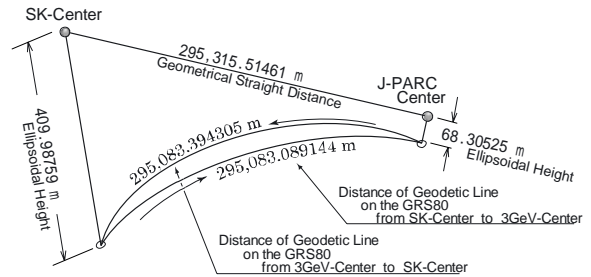 SK-Center
295,315.51461 m
Geometrical Straight Distance
J-PARC
Center
409.98759 m
Ellipsoidal Height
68.30525 m
Ellipsoidal Height
295,083.394305 m
295,083.089144 m
Distance of Geodetic Line
on the GRS80
from SK-Center to 3GeV-Center
Distance of Geodetic Line
on the GRS80
from 3GeV-Center to SK-Center